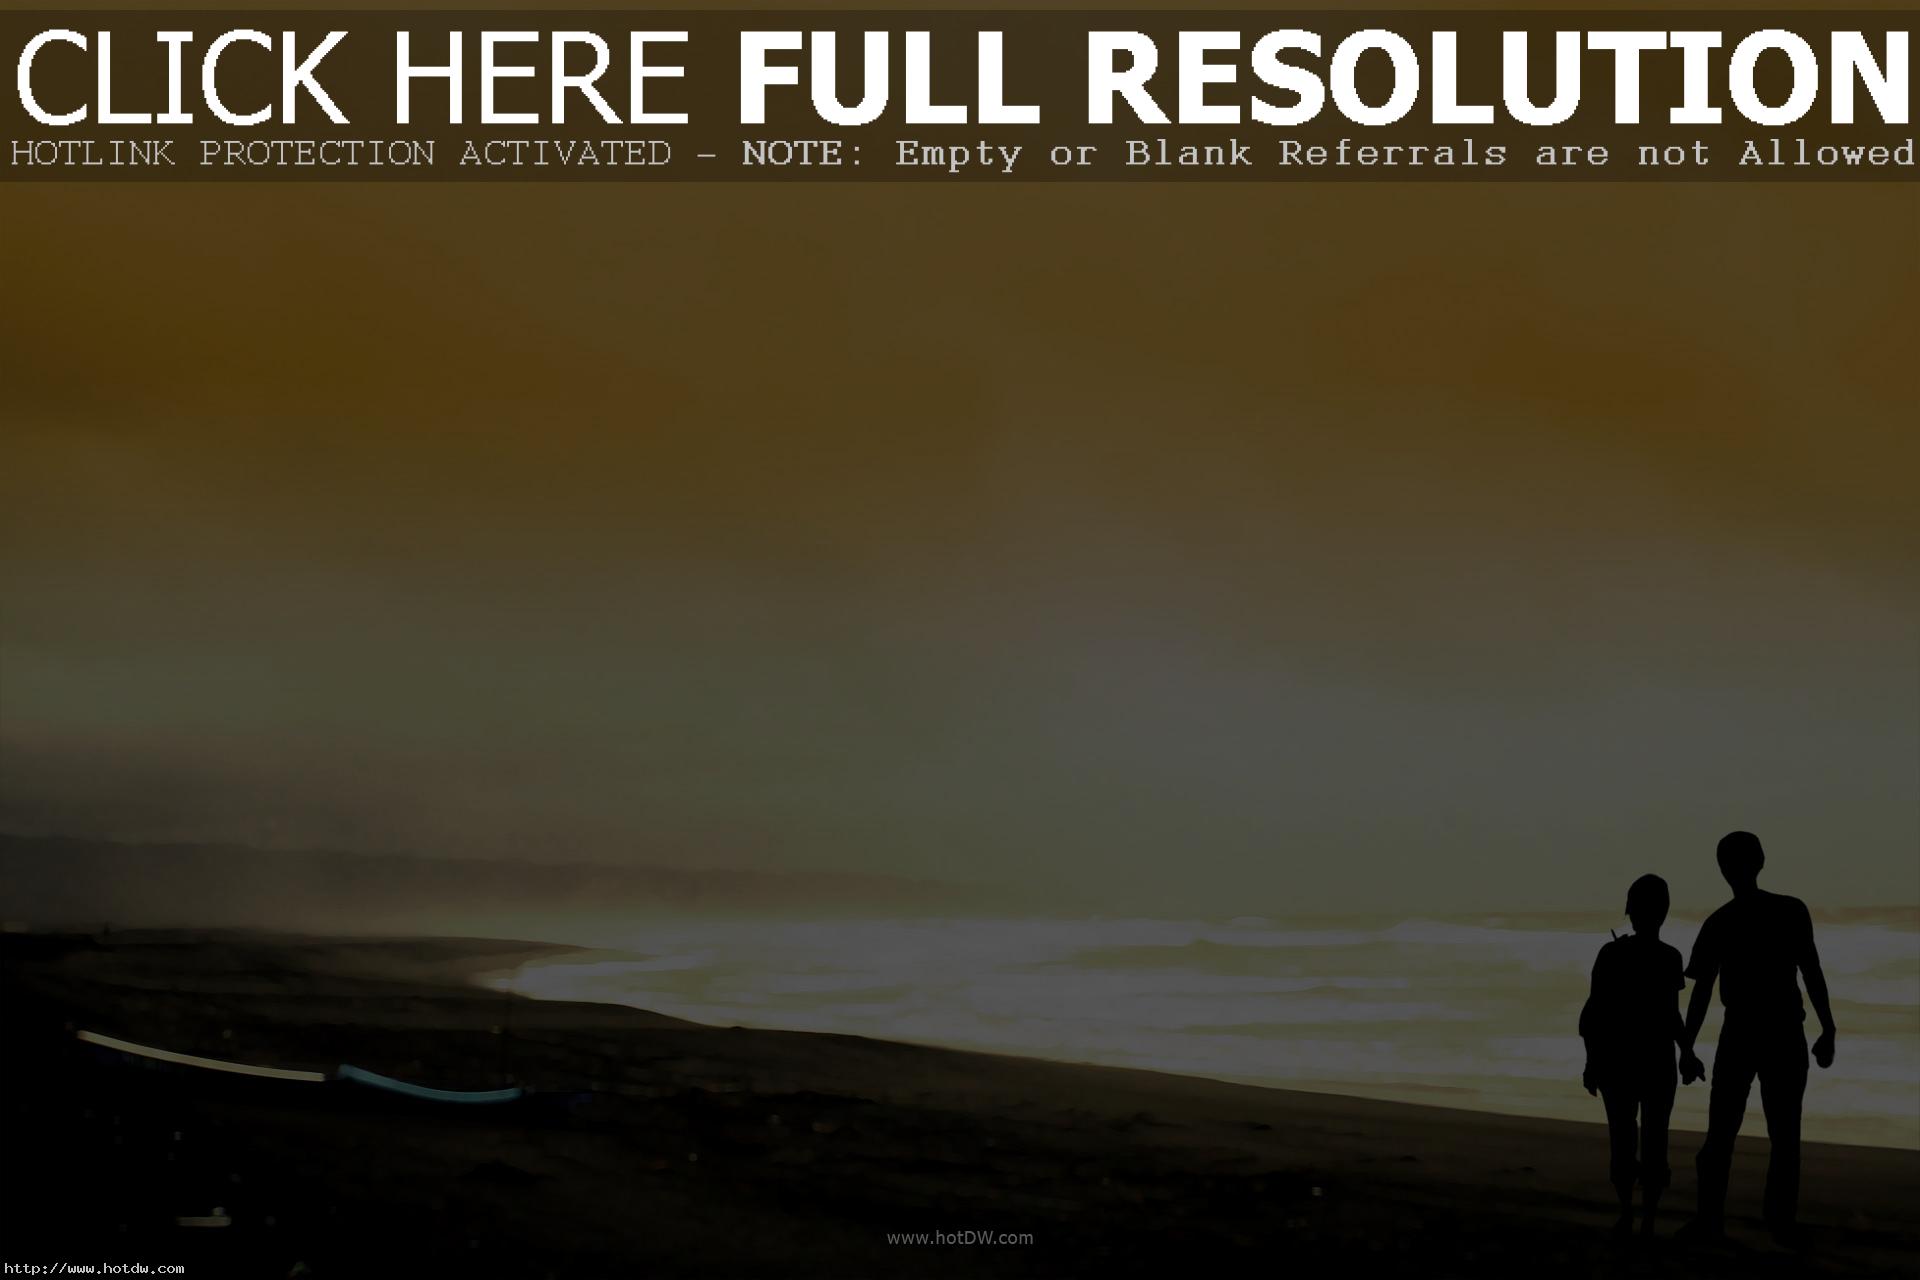 CLICK HERE FULL RESOLUTION
HOTLINK PROTECTION ACTIVATED - NOTE: Empty or Blank Referrals are not Allowed
www.hotDW.com
http://www.hotdw.com